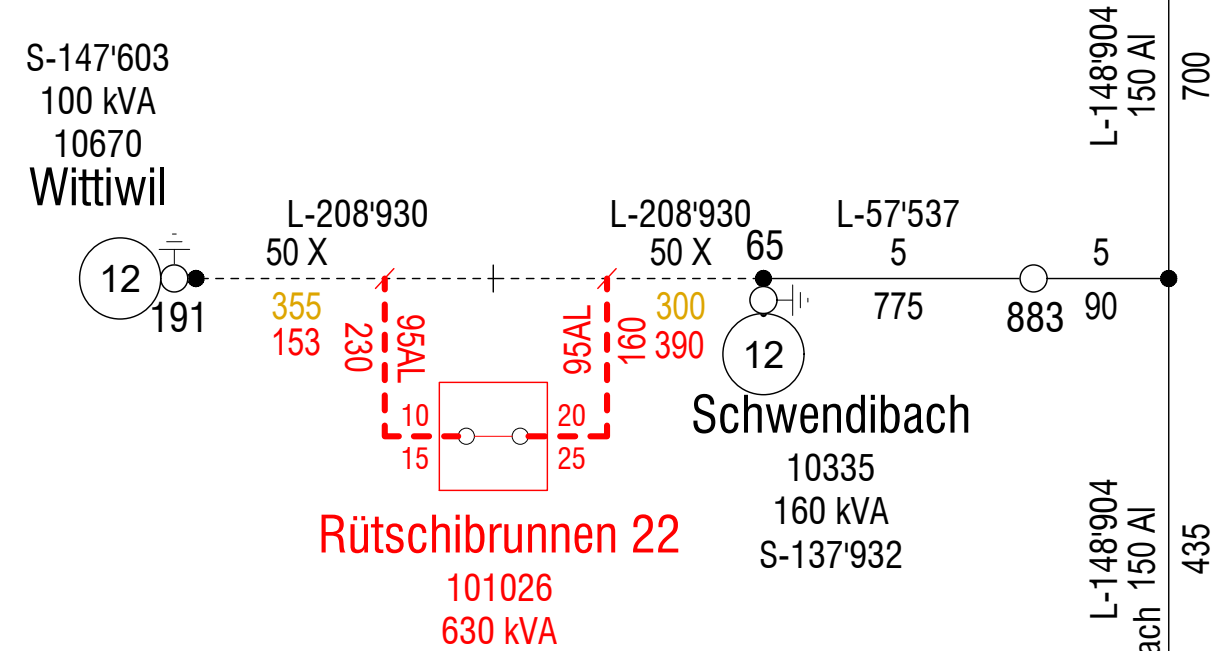 S-147'603
100 kVA
10670
Wittiwil
12
191
L-208'930
50 X
355
153
230
95AL
L-208'930
50 X
300
390
95AL
160
10
15
20
25
Rütschibrunnen 22
101026
630 kVA
65
12
Schwendibach
10335
160 kVA
S-137'932
L-57'537
5
775
883
5
90
L-148'904
150 Al
700
L-148'904
150 Al
435